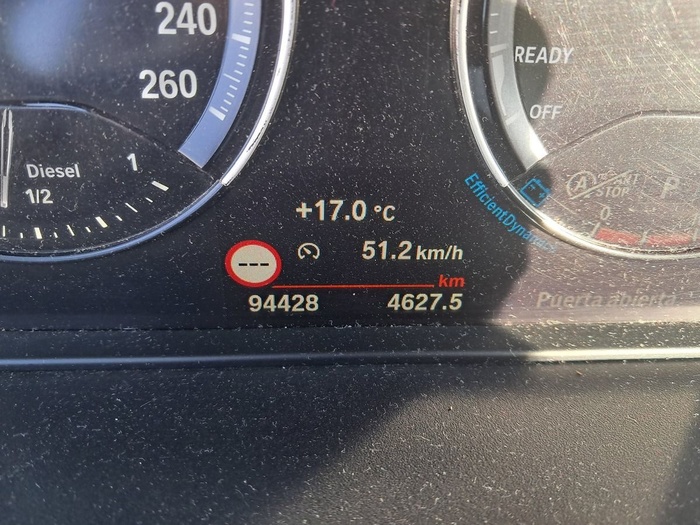 240
260
Diesel
1/2
1
READY
OFF
A START
STOP
P
0
EfficientDynamics
+17.0 °C
---
51.2 km/h
km
94428
4627.5
Puerta abierta